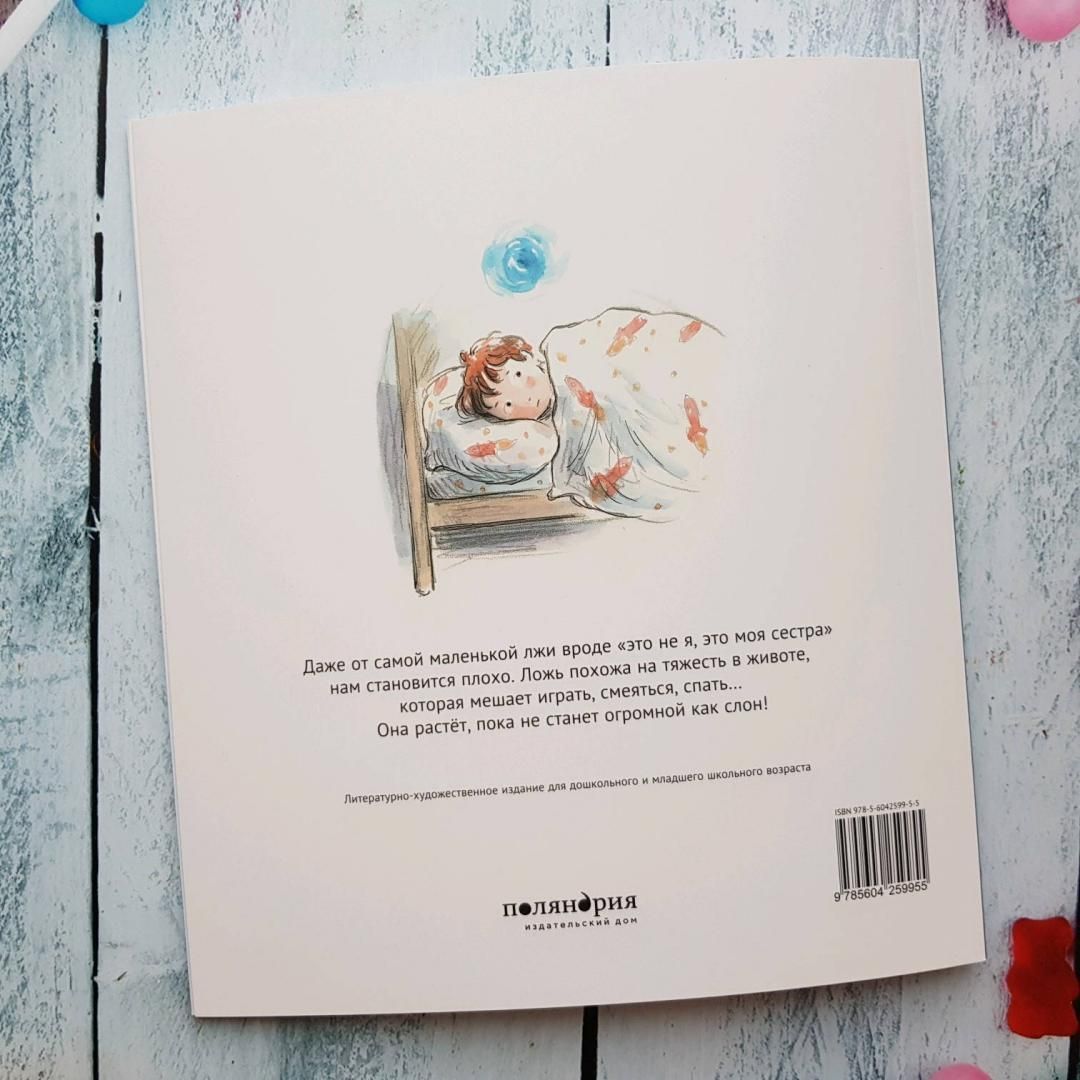 Даже от самой маленькой лжи вроде «это не я, это моя сестра»
нам становится плохо. Ложь похожа на тяжесть в животе,
которая мешает играть, смеяться, спать...
Она растёт, пока не станет огромной как слон!
Литературно-художественное издание для дошкольного и младшего школьного возраста
ISBN 978-5-6042599-5-5
9 785604 259955
поляндрия
издательский дом